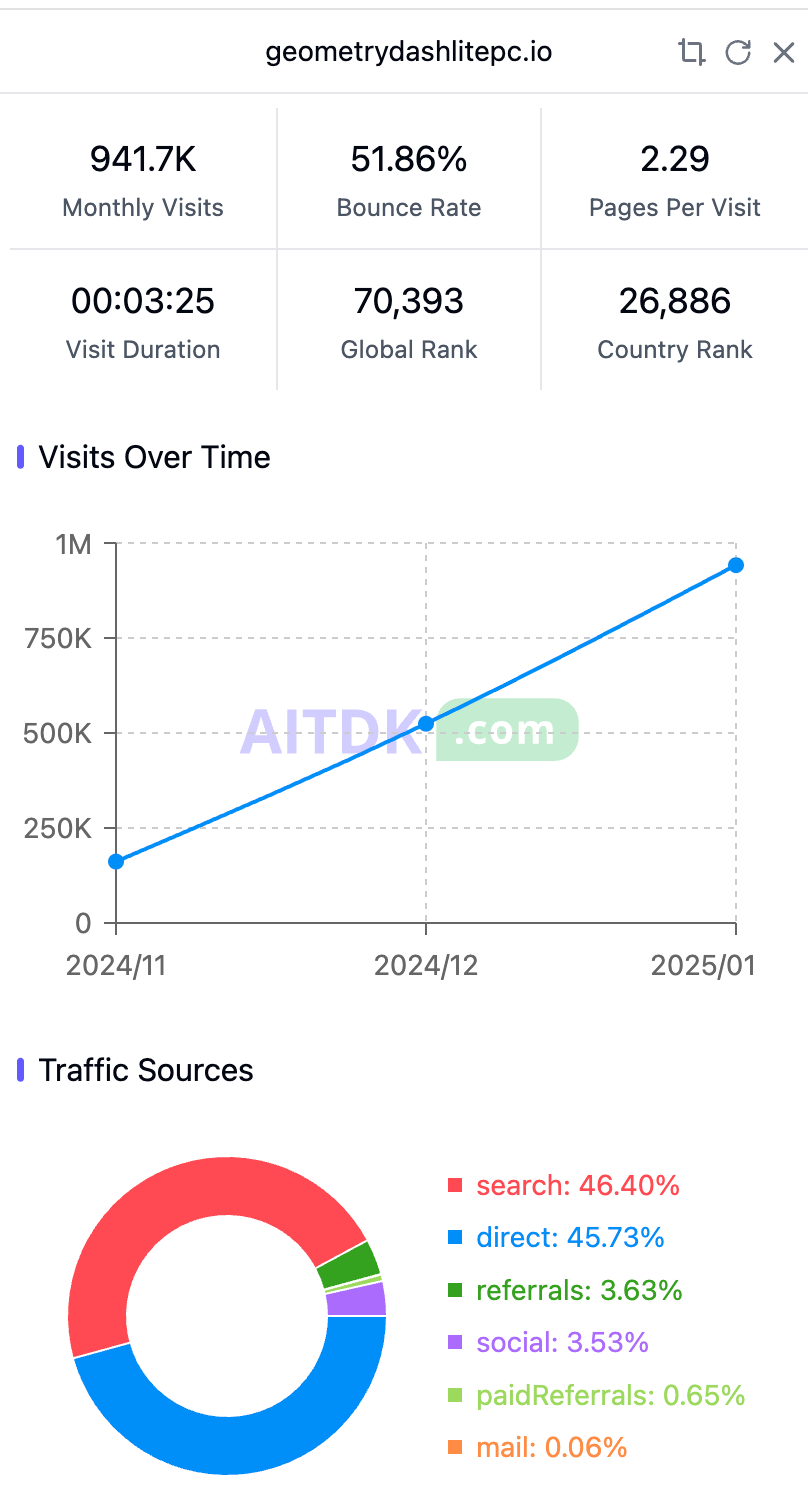 geometrydashlitepc.io
941.7K 51.86% 2.29
Monthly Visits Bounce Rate Pages Per Visit
00:03:25 70,393 26,886
Visit Duration Global Rank Country Rank
Visits Over Time
1M
750K
500K
250K
0
AITDK .com
2024/11 2024/12 2025/01
Traffic Sources
search: 46.40%
direct: 45.73%
referrals: 3.63%
social: 3.53%
paidReferrals: 0.65%
mail: 0.06%